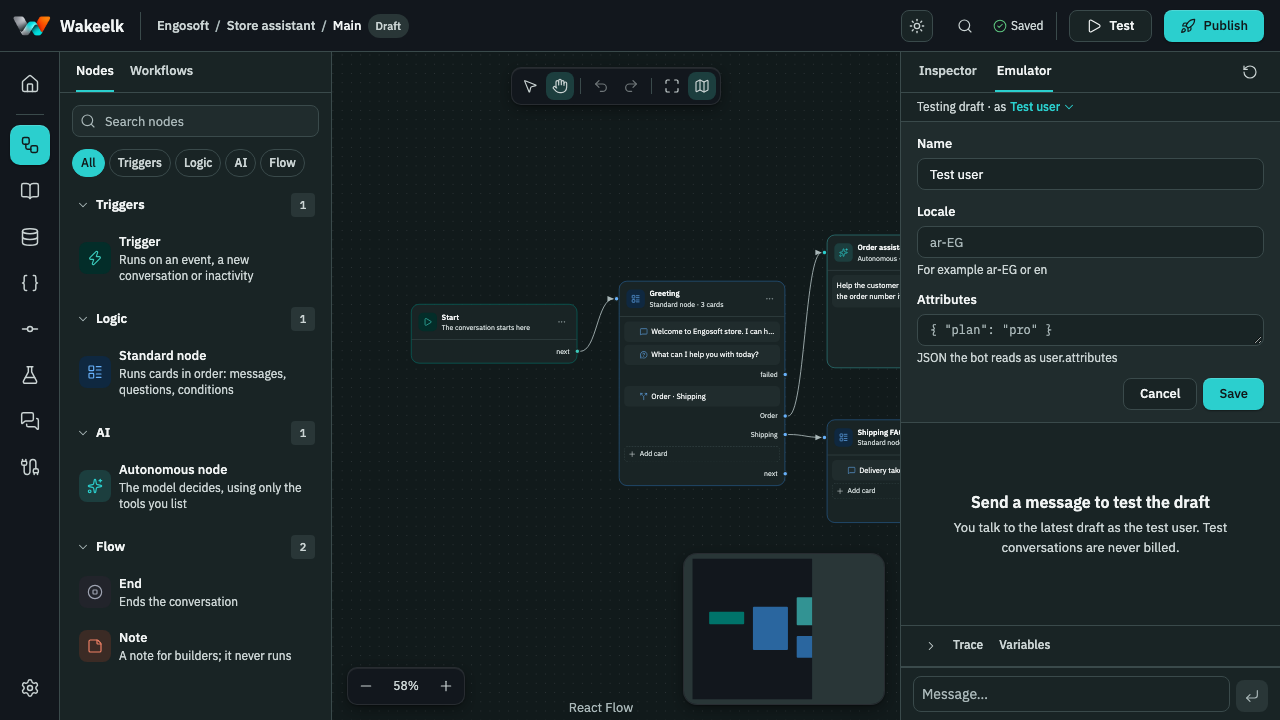 Wakeelk
Engosoft / Store assistant / Main Draft
Saved
Test
Publish
Nodes Workflows
Search nodes
All Triggers Logic AI Flow
Triggers 1
Trigger
Runs on an event, a new
conversation or inactivity
Logic 1
Standard node
Runs cards in order: messages,
questions, conditions
AI 1
Autonomous node
The model decides, using only the
tools you list
Flow 2
End
Ends the conversation
Note
A note for builders; it never runs
Start
The conversation starts here
next
Greeting
Standard node · 3 cards
Welcome to Engosoft store. I can h...
What can I help you with today?
failed
Order · Shipping
Order
Shipping
Add card
next
Order assist
Autonomous
Help the customer
the order number
Shipping FA
Standard
Delivery
Add card
58%
React Flow
Inspector Emulator
Testing draft · as Test user
Name
Test user
Locale
ar-EG
For example ar-EG or en
Attributes
{ "plan": "pro" }
JSON the bot reads as user.attributes
Cancel Save
Send a message to test the draft
You talk to the latest draft as the test user. Test
conversations are never billed.
Trace Variables
Message...